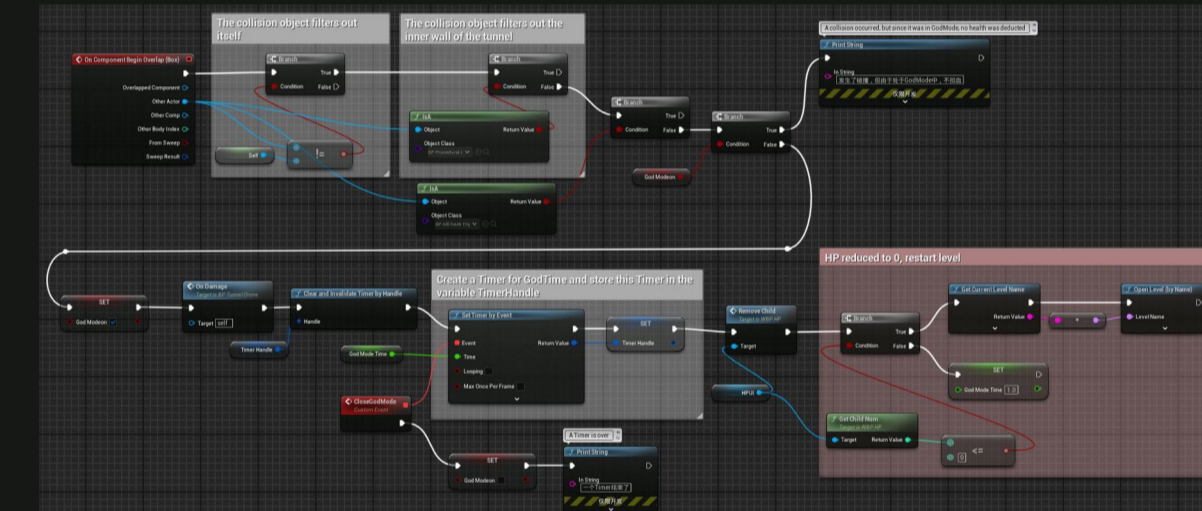 The collision object filters out
itself
The collision object filters out the
inner wall of the tunnel
A collision occurred, but since it was in GodMode, no health was deducted
On Component Begin Overlap (Box)
Overlapped Component
Other Actor
Other Comp
Other Body Index
From Sweep
Sweep Result
Branch
True
Condition
False
Self
!=
Branch
True
Condition
False
IsA
Object
Return Value
Object Class
IsA
Object
Return Value
Object Class
Branch
True
Condition
False
God Modeon
Branch
True
Condition
False
Print String
In String
发生了碰撞，但由于处于GodMode中，不扣血
仅限开发
SET
God Modeon
On Damage
Target
self
Clear and Invalidate Timer by Handle
Handle
Timer Handle
Create a Timer for GodTime and store this Timer in the
variable TimerHandle
Set Timer by Event
Event
Return Value
Time
Looping
Max Once Per Frame
God Mode Time
SET
Timer Handle
CloseGodMode
Custom Event
SET
God Modeon
A Timer is over
Print String
In String
一个Timer结束了
仅限开发
Remove Child
Target is WBP HP
Target
HPUI
HP reduced to 0, restart level
Branch
True
Condition
False
Get Current Level Name
Return Value
Open Level (by Name)
Level Name
SET
God Mode Time
1.0
Get Child Num
Target is WBP HP
Target
Return Value
0
<=